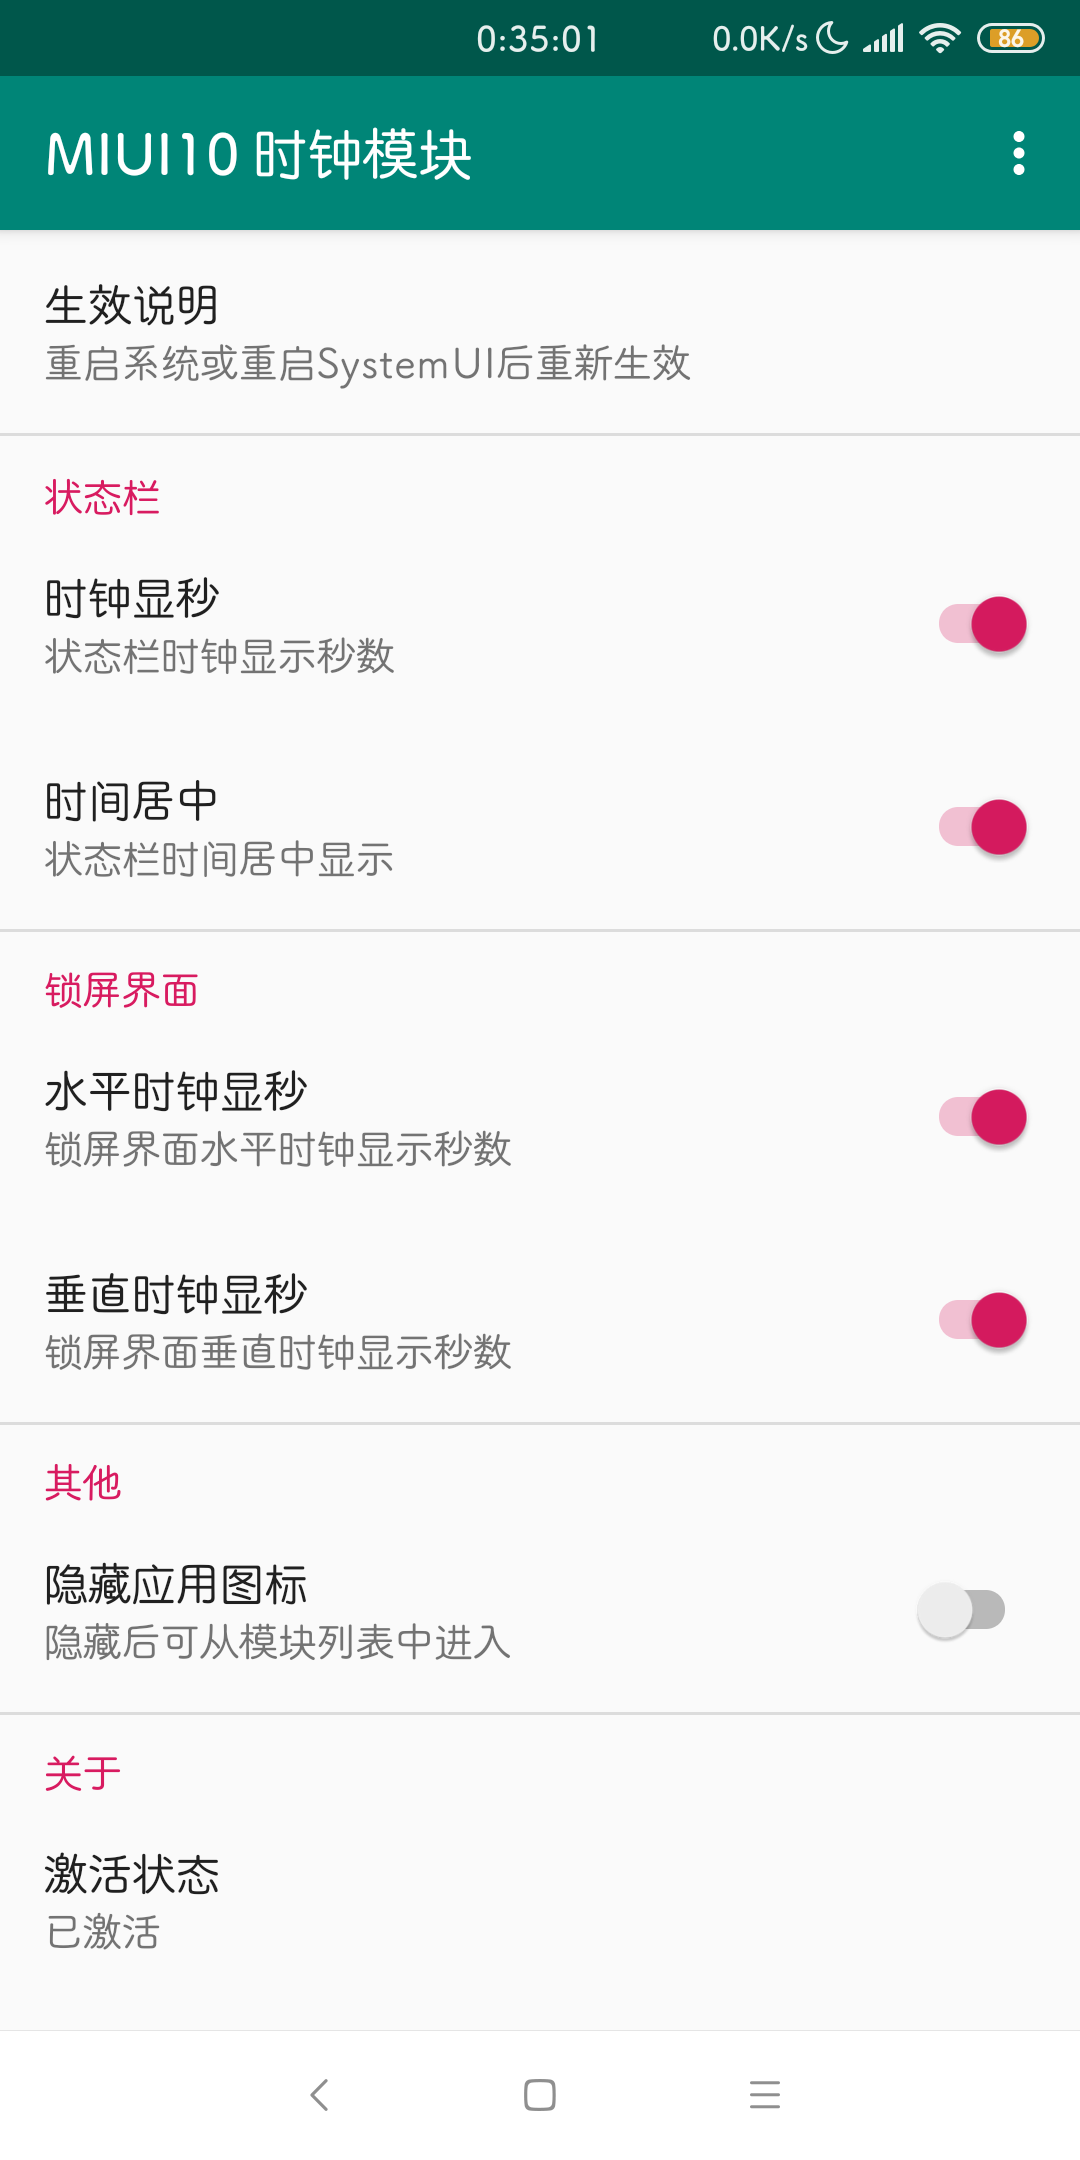 0:35:01 0.0K/s 86
MIUI10 时钟模块
生效说明
重启系统或重启SystemUI后重新生效
状态栏
时钟显秒
状态栏时钟显示秒数
时间居中
状态栏时间居中显示
锁屏界面
水平时钟显秒
锁屏界面水平时钟显示秒数
垂直时钟显秒
锁屏界面垂直时钟显示秒数
其他
隐藏应用图标
隐藏后可从模块列表中进入
关于
激活状态
已激活